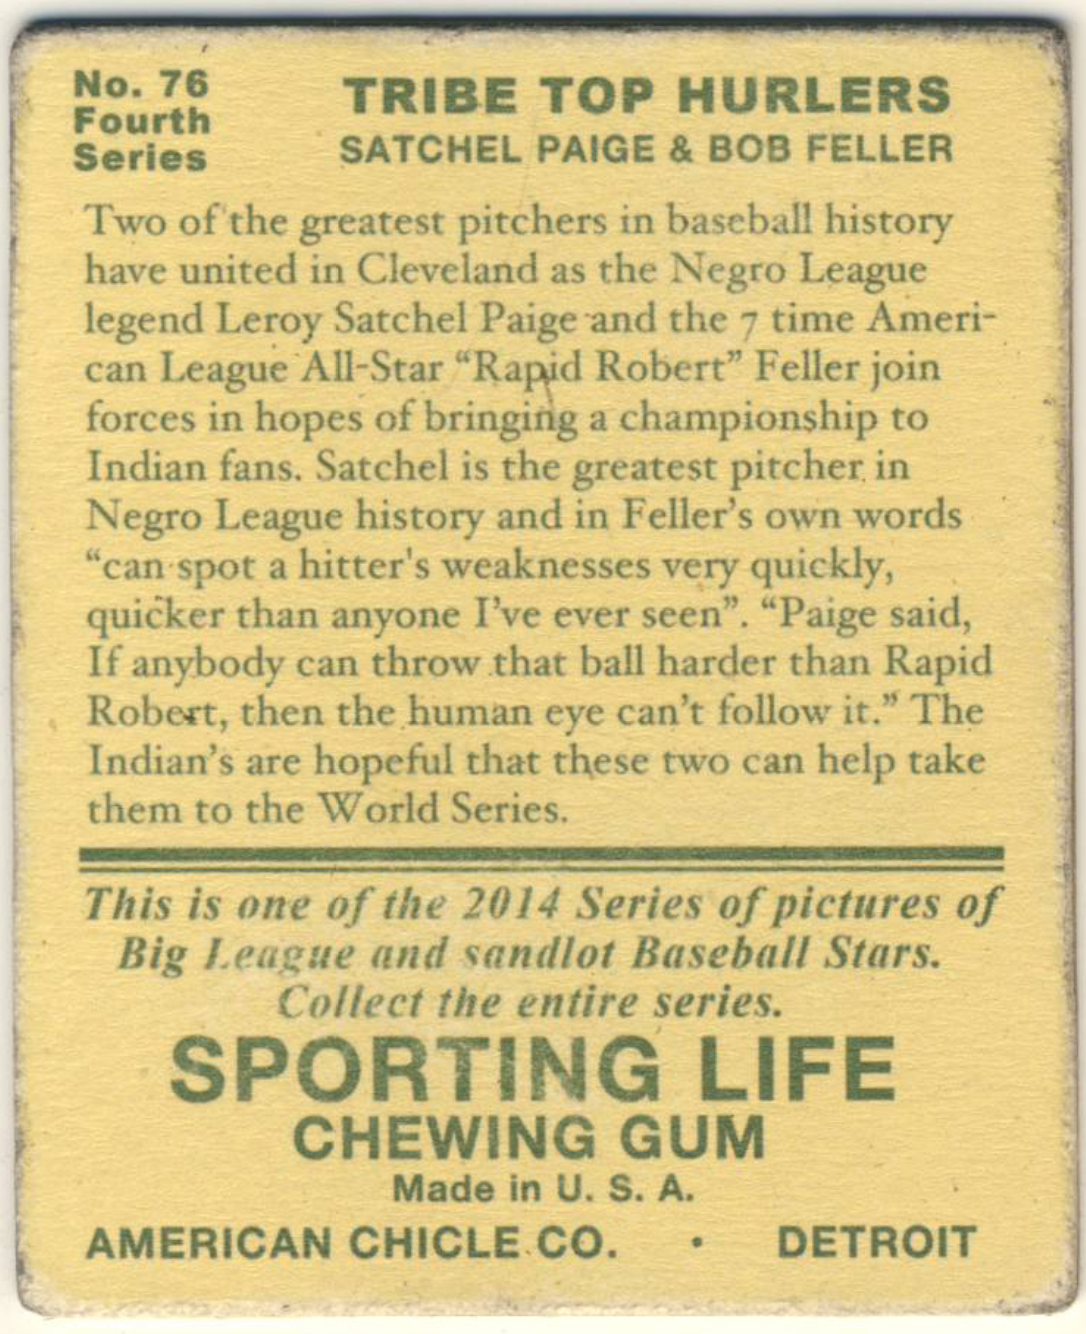 No. 76
Fourth
Series
TRIBE TOP HURLERS
SATCHEL PAIGE & BOB FELLER
Two of the greatest pitchers in baseball history
have united in Cleveland as the Negro League
legend Leroy Satchel Paige and the 7 time Ameri-
can League All-Star “Rapid Robert” Feller join
forces in hopes of bringing a championship to
Indian fans. Satchel is the greatest pitcher in
Negro League history and in Feller’s own words
“can spot a hitter's weaknesses very quickly,
quicker than anyone I’ve ever seen”. “Paige said,
If anybody can throw that ball harder than Rapid
Robert, then the human eye can’t follow it.” The
Indian’s are hopeful that these two can help take
them to the World Series.
This is one of the 2014 Series of pictures of
Big League and sandlot Baseball Stars.
Collect the entire series.
SPORTING LIFE
CHEWING GUM
Made in U. S. A.
AMERICAN CHICLE CO. • DETROIT